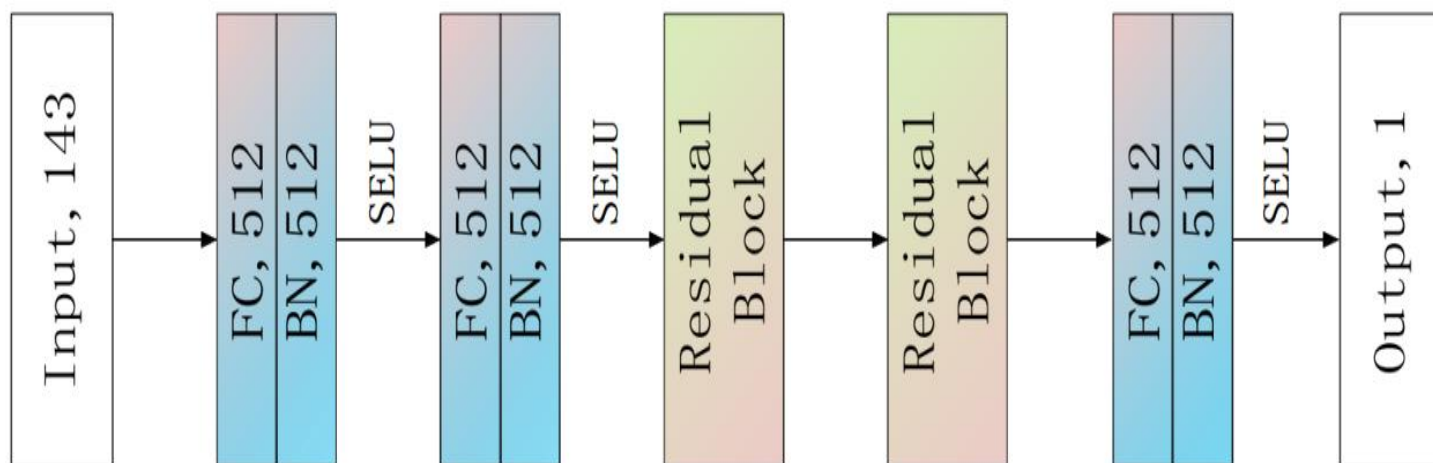 Input, 143
FC, 512
BN, 512
SELU
FC, 512
BN, 512
SELU
Residual
Block
Residual
Block
FC, 512
BN, 512
SELU
Output, 1